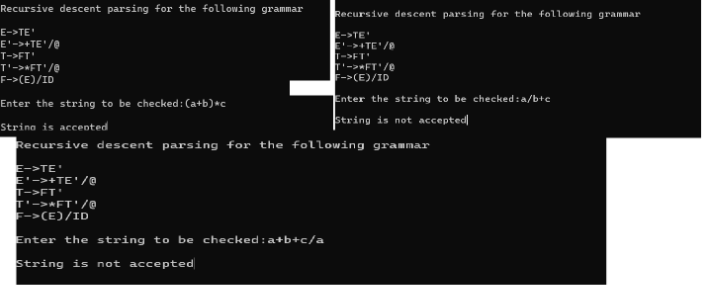 Recursive descent parsing for the following grammar
E->TE'
E'->+TE'/@
T->FT'
T'->*FT'/@
F->(E)/ID
Enter the string to be checked:(a+b)*c
String is accepted
Recursive descent parsing for the following grammar
E->TE'
E'->+TE'/@
T->FT'
T'->*FT'/@
F->(E)/ID
Enter the string to be checked:a/b+c
String is not accepted
Recursive descent parsing for the following grammar
E->TE'
E'->+TE'/@
T->FT'
T'->*FT'/@
F->(E)/ID
Enter the string to be checked:a+b+c/a
String is not accepted